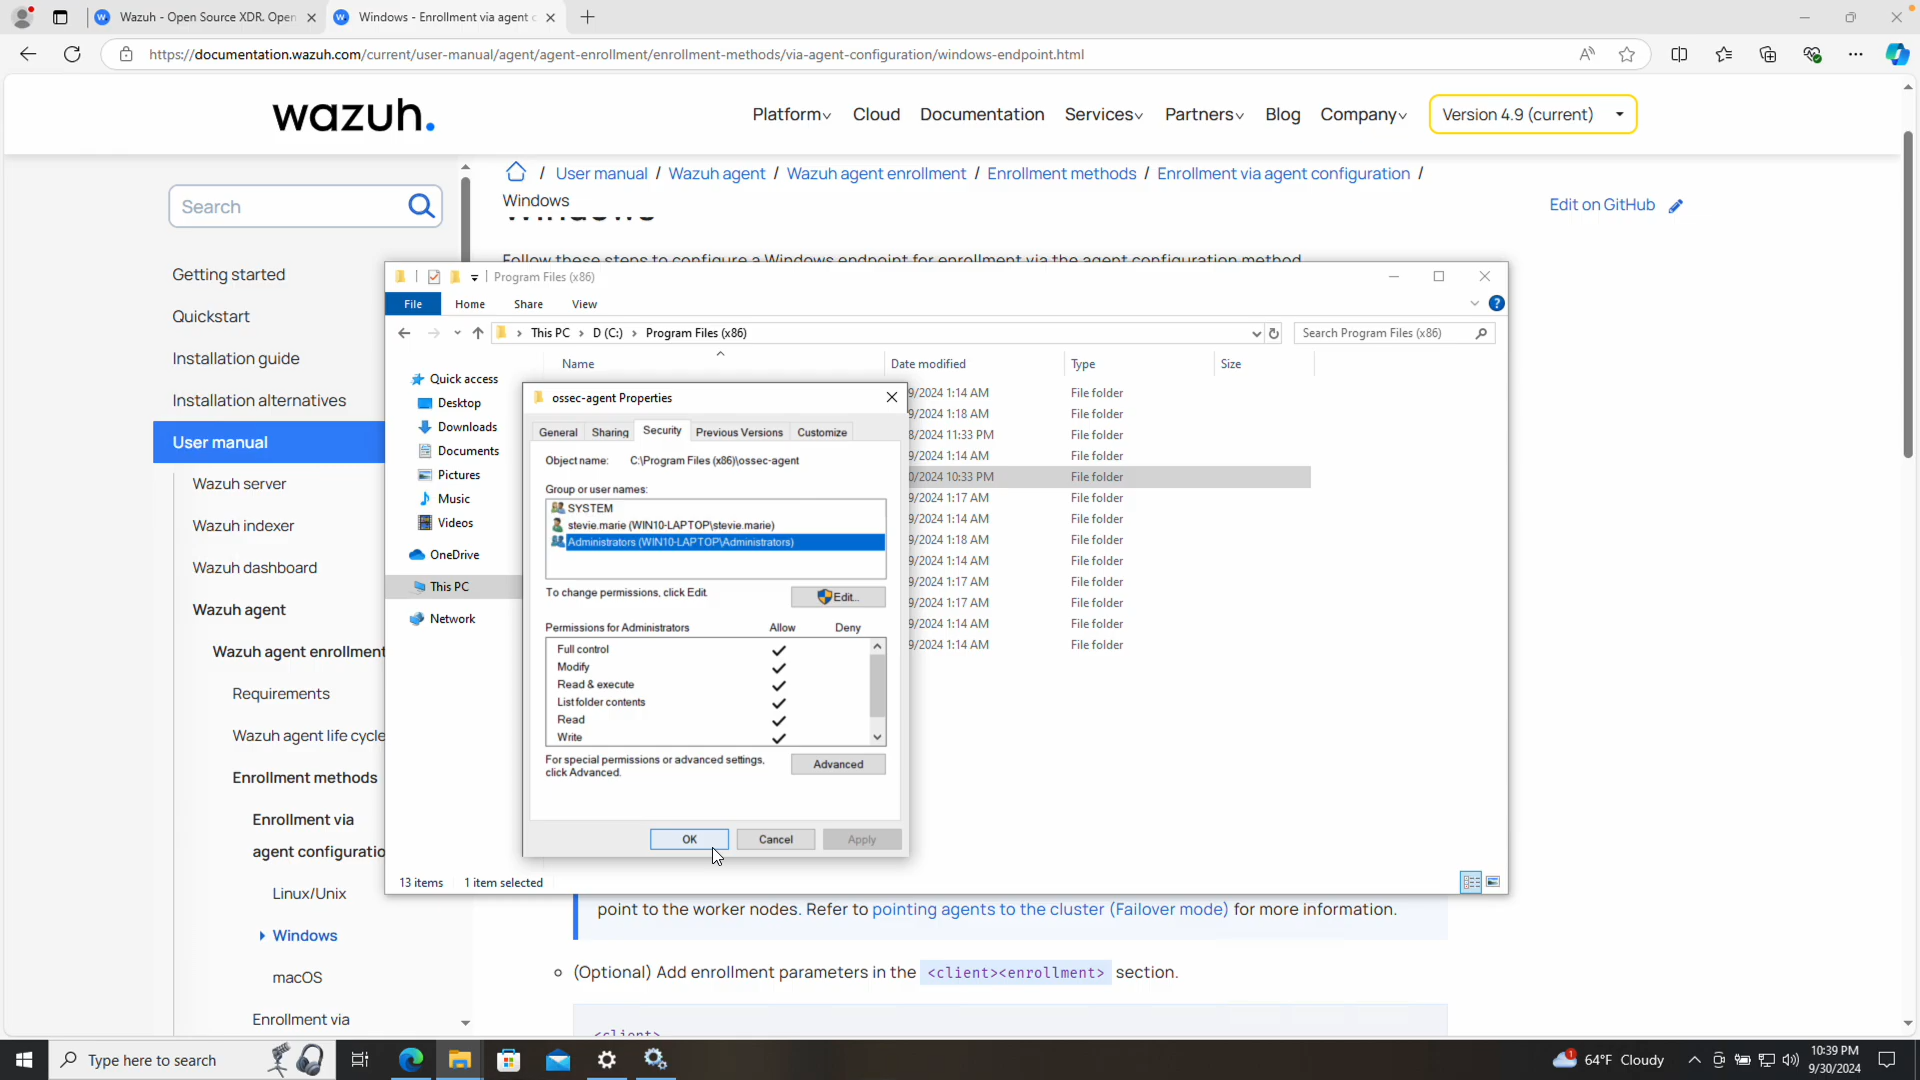 Wazuh - Open Source XDR. Open
Windows - Enrollment via agent c
https://documentation.wazuh.com/current/user-manual/agent/agent-enrollment/enrollment-methods/via-agent-configuration/windows-endpoint.html
wazuh.
Platform Cloud Documentation Services Partners Blog Company Version 4.9 (current)
/ User manual / Wazuh agent / Wazuh agent enrollment / Enrollment methods / Enrollment via agent configuration /
Windows
Edit on GitHub
Search
Windows
Follow these steps to configure a Windows endpoint for enrollment via the agent configuration method
Getting started
Quickstart
Installation guide
Installation alternatives
User manual
Wazuh server
Wazuh indexer
Wazuh dashboard
Wazuh agent
Wazuh agent enrollment
Requirements
Wazuh agent life cycle
Enrollment methods
Enrollment via
agent configuratio
Linux/Unix
Windows
macOS
Enrollment via
Program Files (x86)
File Home Share View
This PC > D (C:) > Program Files (x86)
Search Program Files (x86)
Name Date modified Type Size
Quick access
Desktop
Downloads
Documents
Pictures
Music
Videos
OneDrive
This PC
Network
9/2024 1:14 AM File folder
9/2024 1:18 AM File folder
8/2024 11:33 PM File folder
9/2024 1:14 AM File folder
0/2024 10:33 PM File folder
9/2024 1:17 AM File folder
9/2024 1:14 AM File folder
9/2024 1:18 AM File folder
9/2024 1:14 AM File folder
9/2024 1:17 AM File folder
9/2024 1:17 AM File folder
9/2024 1:14 AM File folder
9/2024 1:14 AM File folder
ossec-agent Properties
General Sharing Security Previous Versions Customize
Object name: C:\Program Files (x86)\ossec-agent
Group or user names:
SYSTEM
stevie.marie (WIN10-LAPTOP\stevie.marie)
Administrators (WIN10-LAPTOP\Administrators)
To change permissions, click Edit.
Edit...
Permissions for Administrators Allow Deny
Full control
Modify
Read & execute
List folder contents
Read
Write
For special permissions or advanced settings,
click Advanced.
Advanced
OK Cancel Apply
13 items 1 item selected
point to the worker nodes. Refer to pointing agents to the cluster (Failover mode) for more information.
(Optional) Add enrollment parameters in the <client><enrollment> section.
<client>
Type here to search
1
64°F Cloudy
10:39 PM
9/30/2024